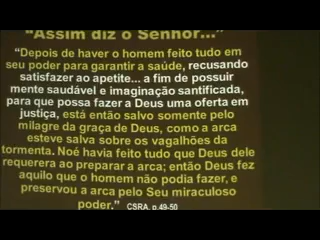 “Assim diz o Senhor...”
“Depois de haver o homem feito tudo em
seu poder para garantir a saúde, recusando
satisfazer ao apetite... a fim de possuir
mente saudável e imaginação santificada,
para que possa fazer a Deus uma oferta em
justiça, está então salvo somente pelo
milagre da graça de Deus, como a arca
esteve salva sobre os vagalhões da
tormenta. Noé havia feito tudo que Deus dele
requerera ao preparar a arca; então Deus fez
aquilo que o homem não podia fazer, e
preservou a arca pelo Seu miraculoso
poder.” CSRA, p.49-50